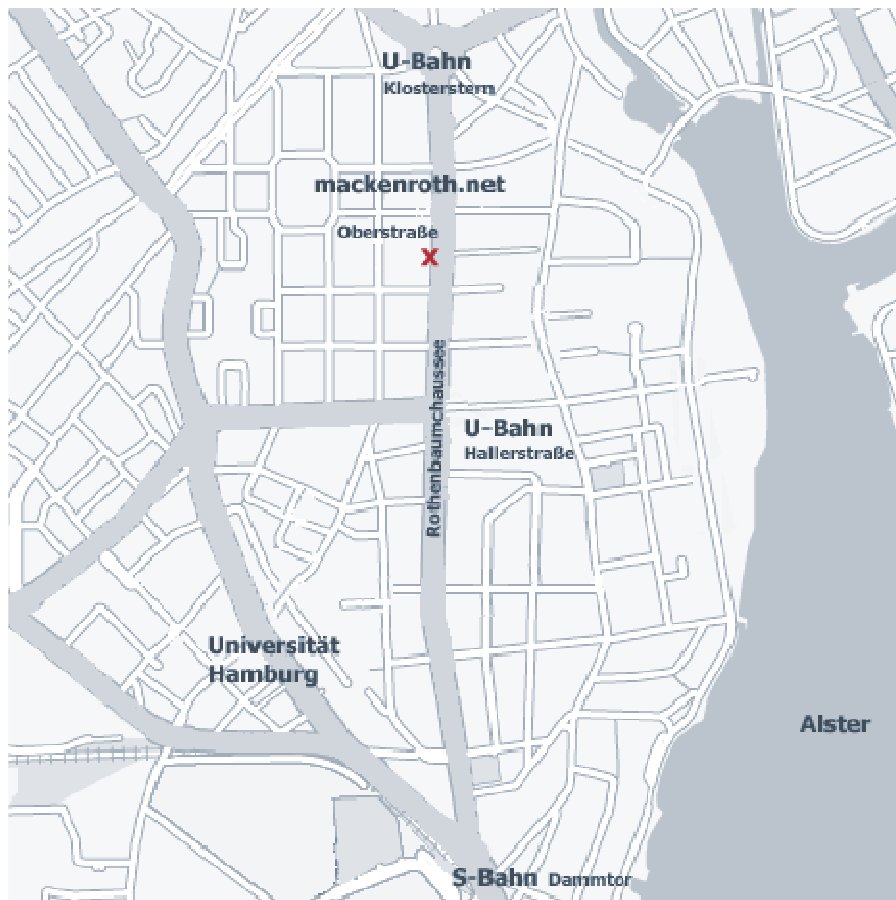 U-Bahn
Klosterstern
mackenroth.net
Oberstraße
X
Rothenbaumchaussee
U-Bahn
Hallerstraße
Universität
Hamburg
Alster
S-Bahn Dammtor